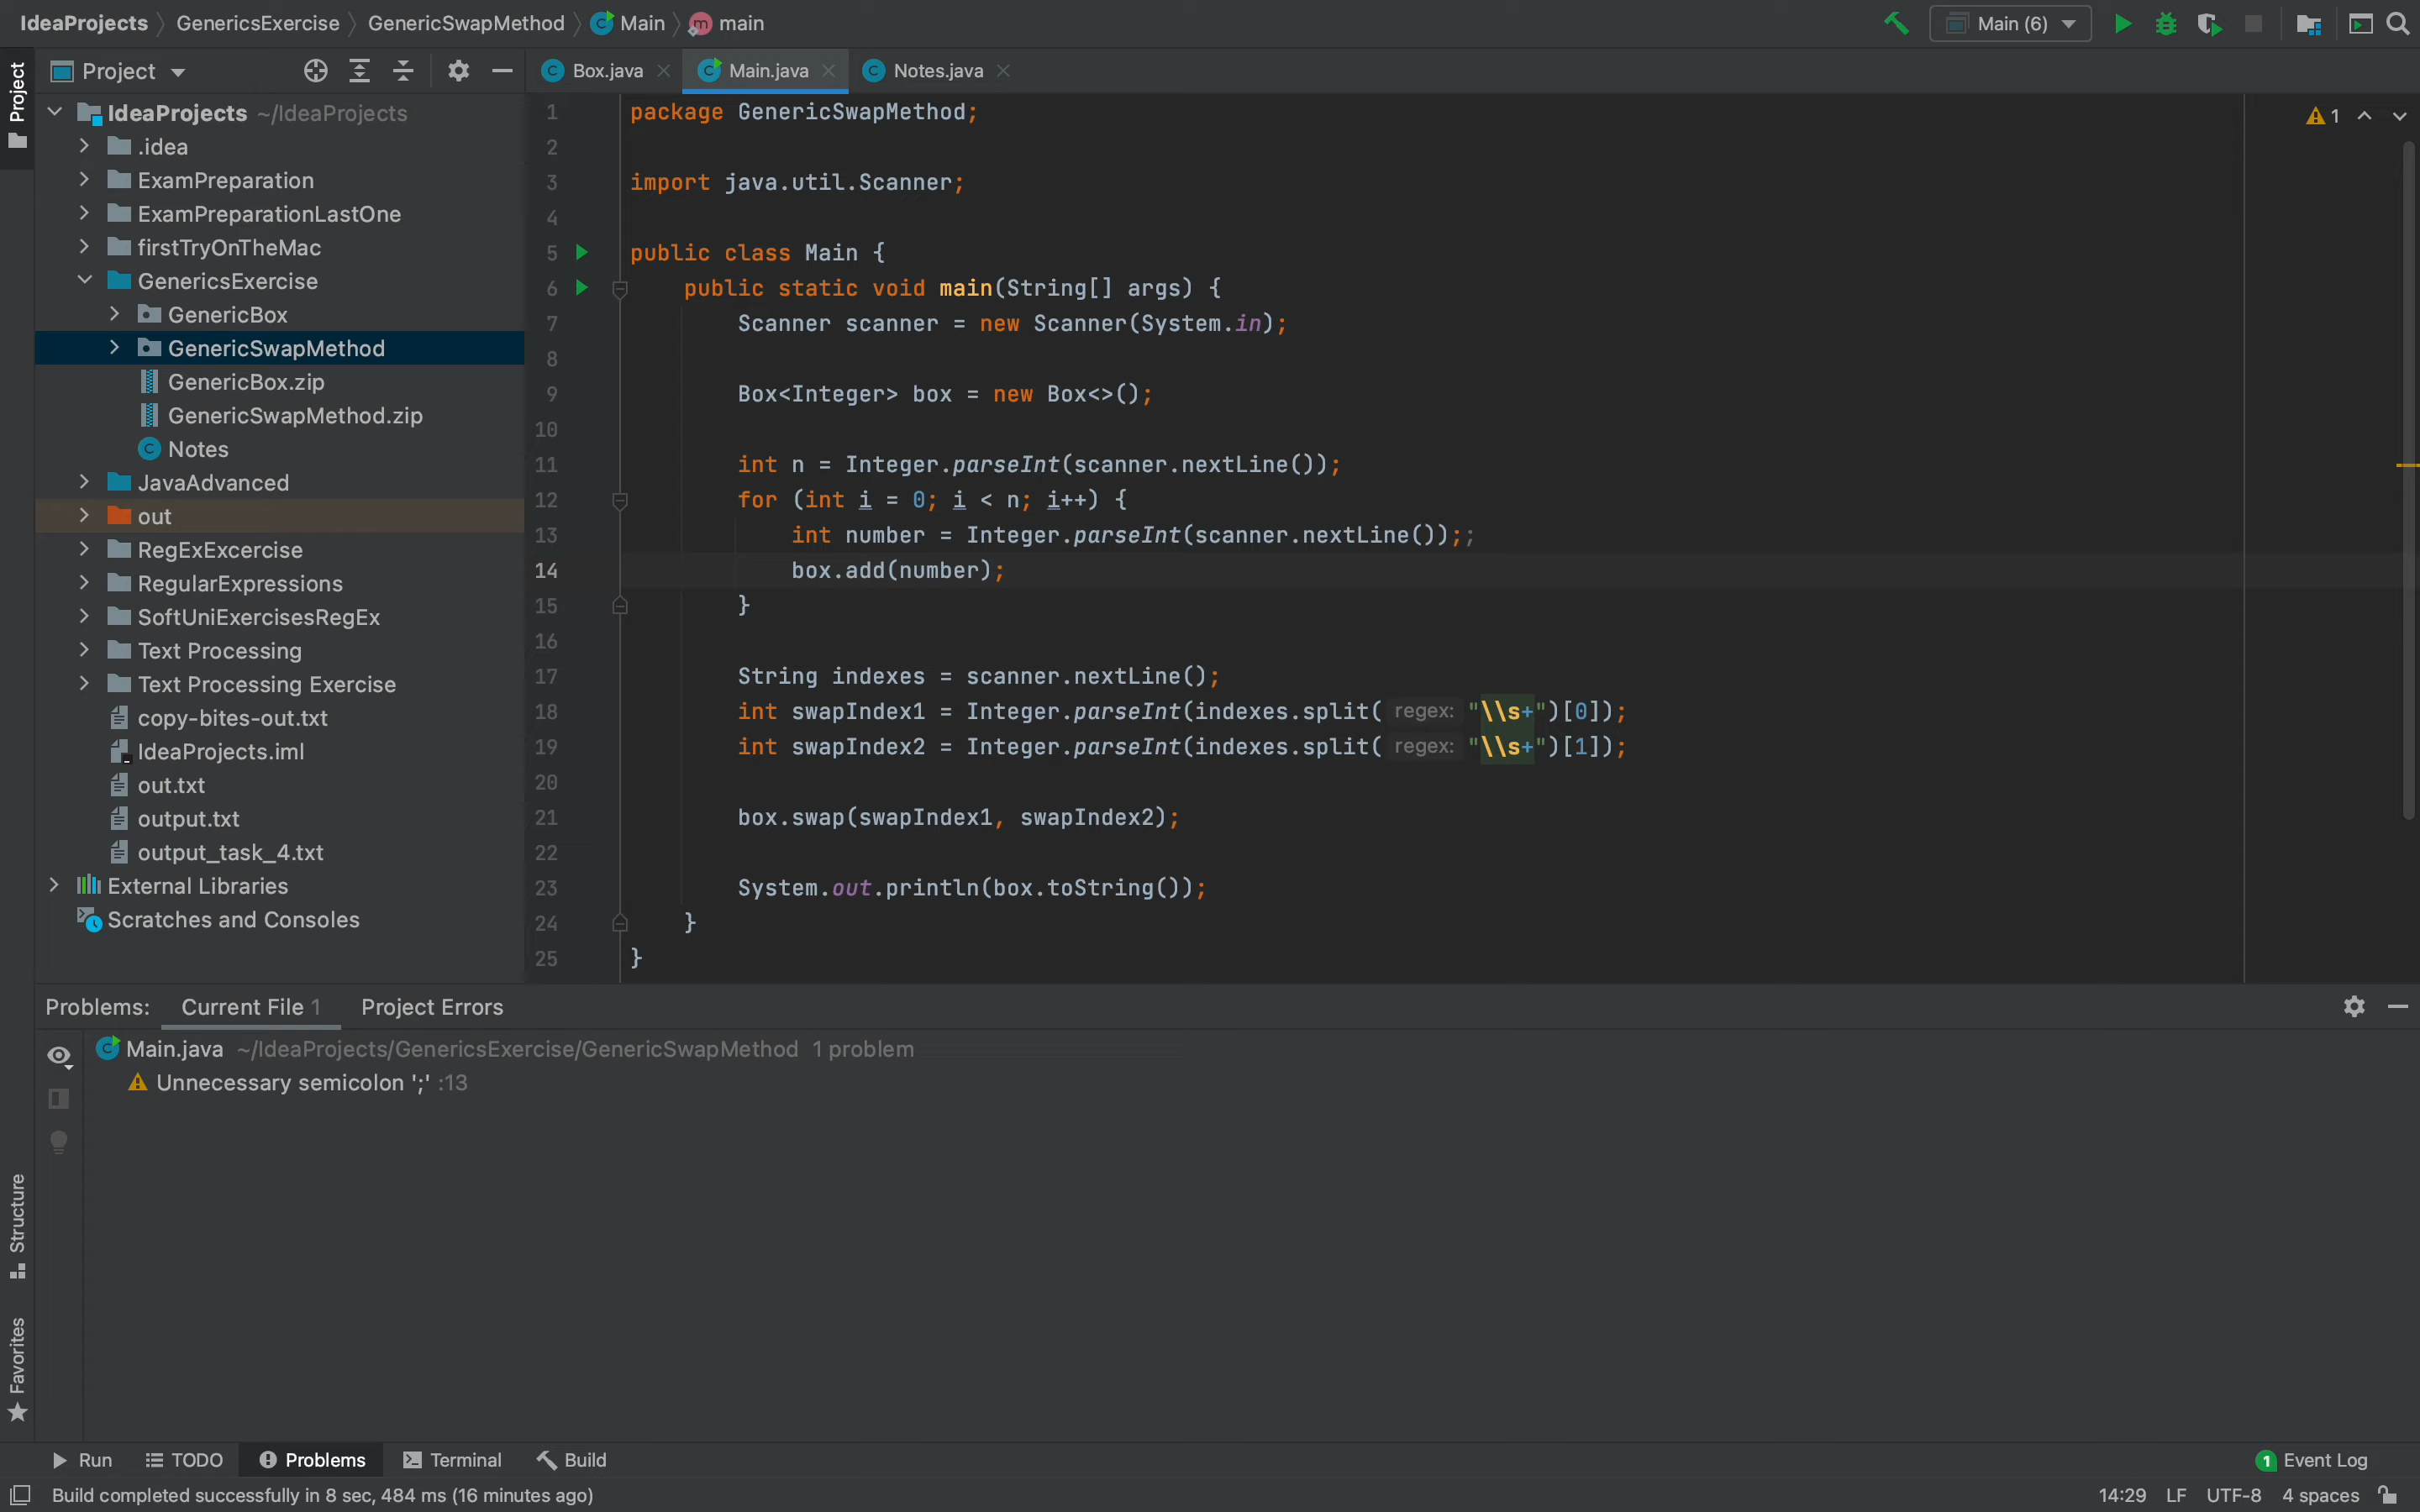 IdeaProjects GenericsExercise GenericSwapMethod Main main
Main (6)
Project
Project
Box.java
Main.java
Notes.java
IdeaProjects ~/IdeaProjects
.idea
ExamPreparation
ExamPreparationLastOne
firstTryOnTheMac
GenericsExercise
GenericBox
GenericSwapMethod
GenericBox.zip
GenericSwapMethod.zip
Notes
JavaAdvanced
out
RegExExcercise
RegularExpressions
SoftUniExercisesRegEx
Text Processing
Text Processing Exercise
copy-bites-out.txt
IdeaProjects.iml
out.txt
output.txt
output_task_4.txt
External Libraries
Scratches and Consoles
1 package GenericSwapMethod;
2
3 import java.util.Scanner;
4
5 public class Main {
6 public static void main(String[] args) {
7 Scanner scanner = new Scanner(System.in);
8
9 Box<Integer> box = new Box<>();
10
11 int n = Integer.parseInt(scanner.nextLine());
12 for (int i = 0; i < n; i++) {
13 int number = Integer.parseInt(scanner.nextLine());;
14 box.add(number);
15 }
16
17 String indexes = scanner.nextLine();
18 int swapIndex1 = Integer.parseInt(indexes.split( regex: "\\s+")[0]);
19 int swapIndex2 = Integer.parseInt(indexes.split( regex: "\\s+")[1]);
20
21 box.swap(swapIndex1, swapIndex2);
22
23 System.out.println(box.toString());
24 }
25 }
1
Problems: Current File 1 Project Errors
Main.java ~/IdeaProjects/GenericsExercise/GenericSwapMethod 1 problem
Unnecessary semicolon ';' :13
Structure
Favorites
Run TODO Problems Terminal Build
1 Event Log
Build completed successfully in 8 sec, 484 ms (16 minutes ago)
14:29 LF UTF-8 4 spaces